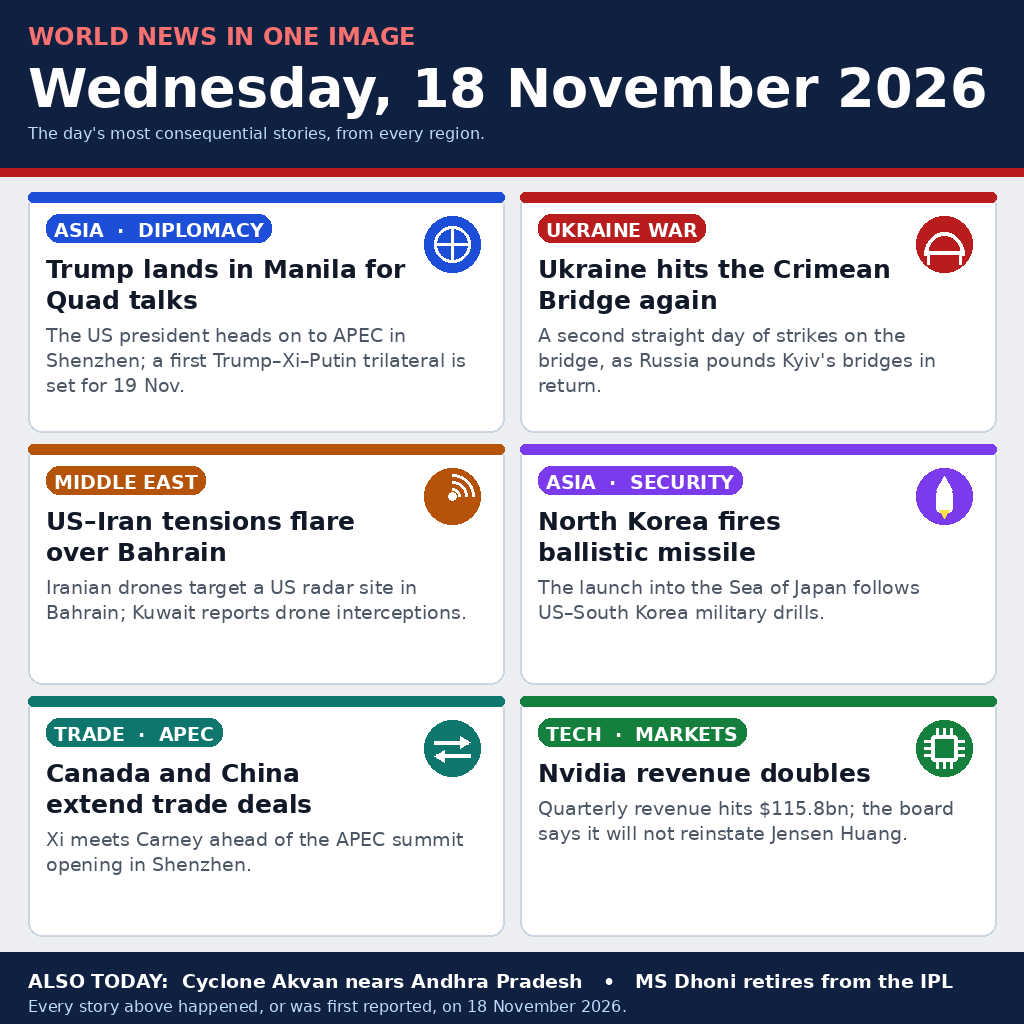 WORLD NEWS IN ONE IMAGE
Wednesday, 18 November 2026
The day's most consequential stories, from every region.
ASIA · DIPLOMACY
Trump lands in Manila for
Quad talks
The US president heads on to APEC in
Shenzhen; a first Trump–Xi–Putin trilateral is
set for 19 Nov.
UKRAINE WAR
Ukraine hits the Crimean
Bridge again
A second straight day of strikes on the
bridge, as Russia pounds Kyiv's bridges in
return.
MIDDLE EAST
US–Iran tensions flare
over Bahrain
Iranian drones target a US radar site in
Bahrain; Kuwait reports drone interceptions.
ASIA · SECURITY
North Korea fires
ballistic missile
The launch into the Sea of Japan follows
US–South Korea military drills.
TRADE · APEC
Canada and China
extend trade deals
Xi meets Carney ahead of the APEC summit
opening in Shenzhen.
TECH · MARKETS
Nvidia revenue doubles
Quarterly revenue hits $115.8bn; the board
says it will not reinstate Jensen Huang.
ALSO TODAY: Cyclone Akvan nears Andhra Pradesh • MS Dhoni retires from the IPL
Every story above happened, or was first reported, on 18 November 2026.